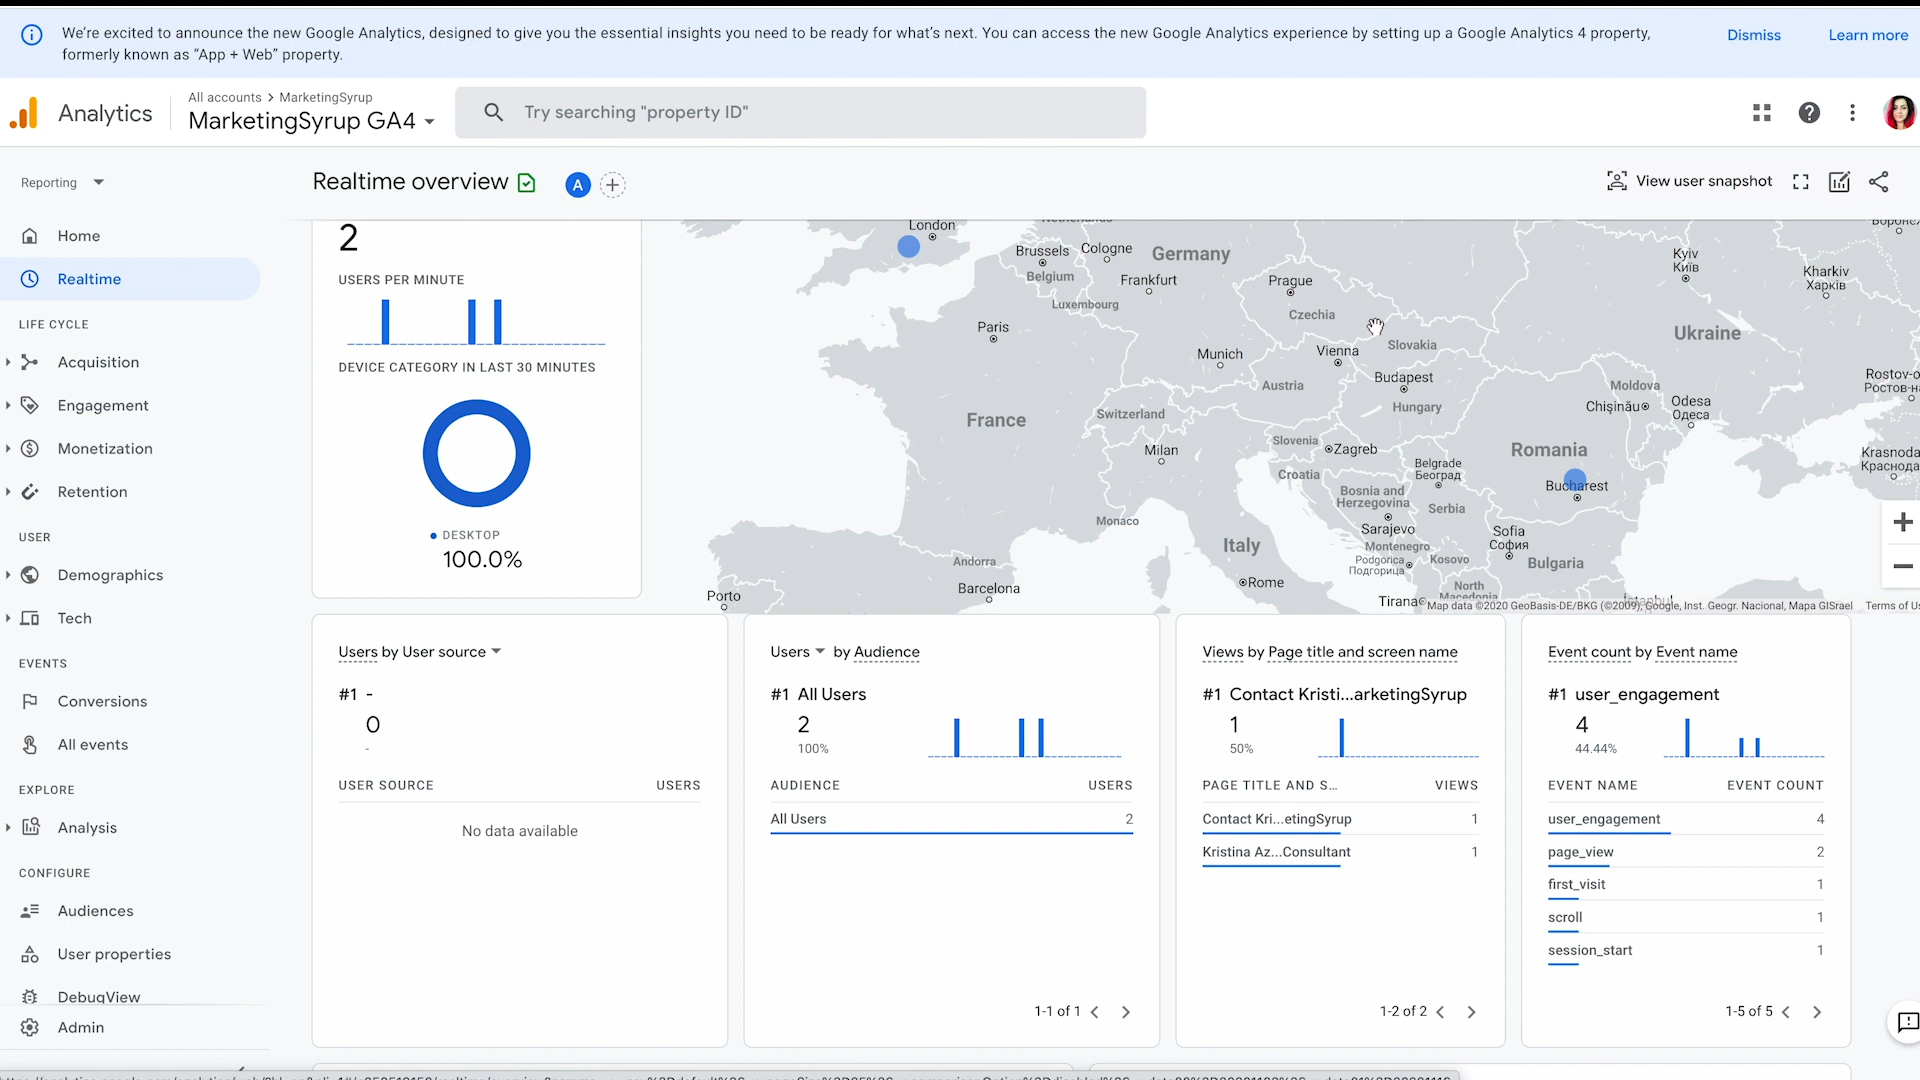 We're excited to announce the new Google Analytics, designed to give you the essential insights you need to be ready for what's next. You can access the new Google Analytics experience by setting up a Google Analytics 4 property,
formerly known as “App + Web” property.
Dismiss
Learn more
Analytics
All accounts > MarketingSyrup
MarketingSyrup GA4
Try searching "property ID"
Reporting
Home
Realtime
LIFE CYCLE
Acquisition
Engagement
Monetization
Retention
USER
Demographics
Tech
EVENTS
Conversions
All events
EXPLORE
Analysis
CONFIGURE
Audiences
User properties
DebugView
Admin
Realtime overview
A
View user snapshot
2
USERS PER MINUTE
DEVICE CATEGORY IN LAST 30 MINUTES
DESKTOP
100.0%
London
Brussels
Cologne
Germany
Belgium
Frankfurt
Luxembourg
Prague
Czechia
Paris
Kyiv
Київ
Kharkiv
Харків
Ukraine
Munich
Vienna
Slovakia
Austria
Budapest
Hungary
Moldova
Chișinău
Odesa
Одеса
France
Switzerland
Milan
Slovenia
Zagreb
Croatia
Romania
Belgrade
Београд
Bucharest
Bosnia and
Herzegovina
Serbia
Sarajevo
Monaco
Italy
Montenegro
Podgorica
Подгорица
Kosovo
Sofia
София
Bulgaria
Andorra
Barcelona
Porto
Rome
North
Macedonia
Tirana
Map data ©2020 GeoBasis-DE/BKG (©2009), Google, Inst. Geogr. Nacional, Mapa GISrael
Users by User source
#1 -
0
-
USER SOURCE USERS
No data available
Users by Audience
#1 All Users
2
100%
AUDIENCE USERS
All Users 2
1-1 of 1
Views by Page title and screen name
#1 Contact Kristi...arketingSyrup
1
50%
PAGE TITLE AND S... VIEWS
Contact Kri...etingSyrup 1
Kristina Az...Consultant 1
1-2 of 2
Event count by Event name
#1 user_engagement
4
44.44%
EVENT NAME EVENT COUNT
user_engagement 4
page_view 2
first_visit 1
scroll 1
session_start 1
1-5 of 5